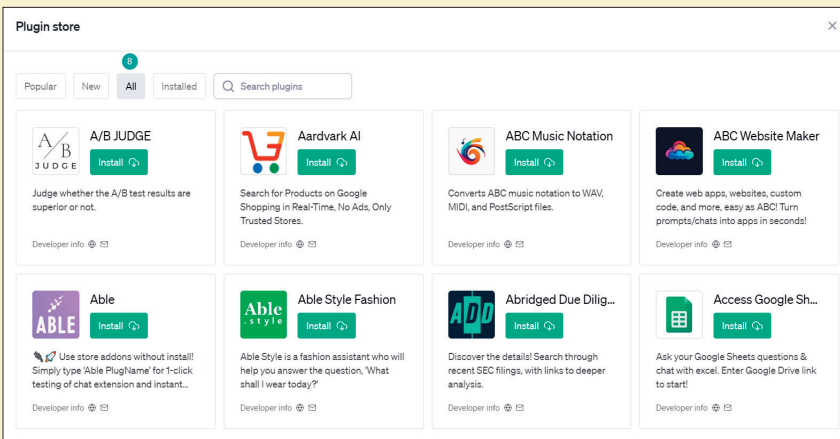 Plugin store
8
Popular
New
All
Installed
Search plugins
A/B
JUDGE
A/B JUDGE
Install
Judge whether the A/B test results are
superior or not.
Developer info
Aardvark AI
Install
Search for Products on Google
Shopping in Real-Time, No Ads, Only
Trusted Stores.
Developer info
ABC Music Notation
Install
Converts ABC music notation to WAV,
MIDI, and PostScript files.
Developer info
ABC Website Maker
Install
Create web apps, websites, custom
code, and more, easy as ABC! Turn
prompts/chats into apps in seconds!
Developer info
ABLE
Able
Install
Use store addons without install!
Simply type 'Able PlugName' for 1-click
testing of chat extension and instant...
Developer info
Able
.style
Able Style Fashion
Install
Able Style is a fashion assistant who will
help you answer the question, 'What
shall I wear today?'
Developer info
ADD
Abridged Due Dilig...
Install
Discover the details! Search through
recent SEC filings, with links to deeper
analysis.
Developer info
Access Google Sh...
Install
Ask your Google Sheets questions &
chat with excel. Enter Google Drive link
to start!
Developer info